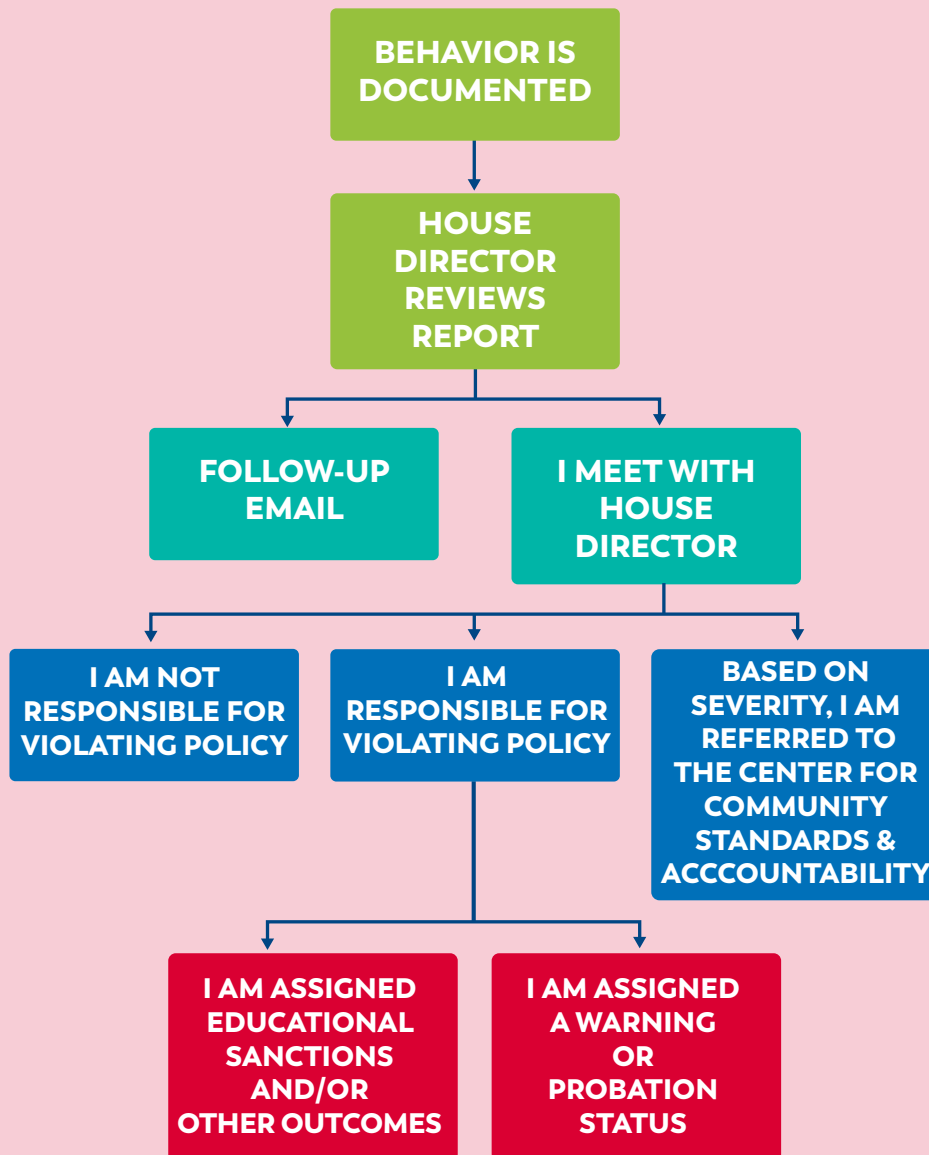 BEHAVIOR IS
DOCUMENTED
HOUSE
DIRECTOR
REVIEWS
REPORT
FOLLOW-UP
EMAIL
I MEET WITH
HOUSE
DIRECTOR
I AM NOT
RESPONSIBLE FOR
VIOLATING POLICY
I AM
RESPONSIBLE FOR
VIOLATING POLICY
BASED ON
SEVERITY, I AM
REFERRED TO
THE CENTER FOR
COMMUNITY
STANDARDS &
ACCCOUNTABILITY
I AM ASSIGNED
EDUCATIONAL
SANCTIONS
AND/OR
OTHER OUTCOMES
I AM ASSIGNED
A WARNING
OR
PROBATION
STATUS